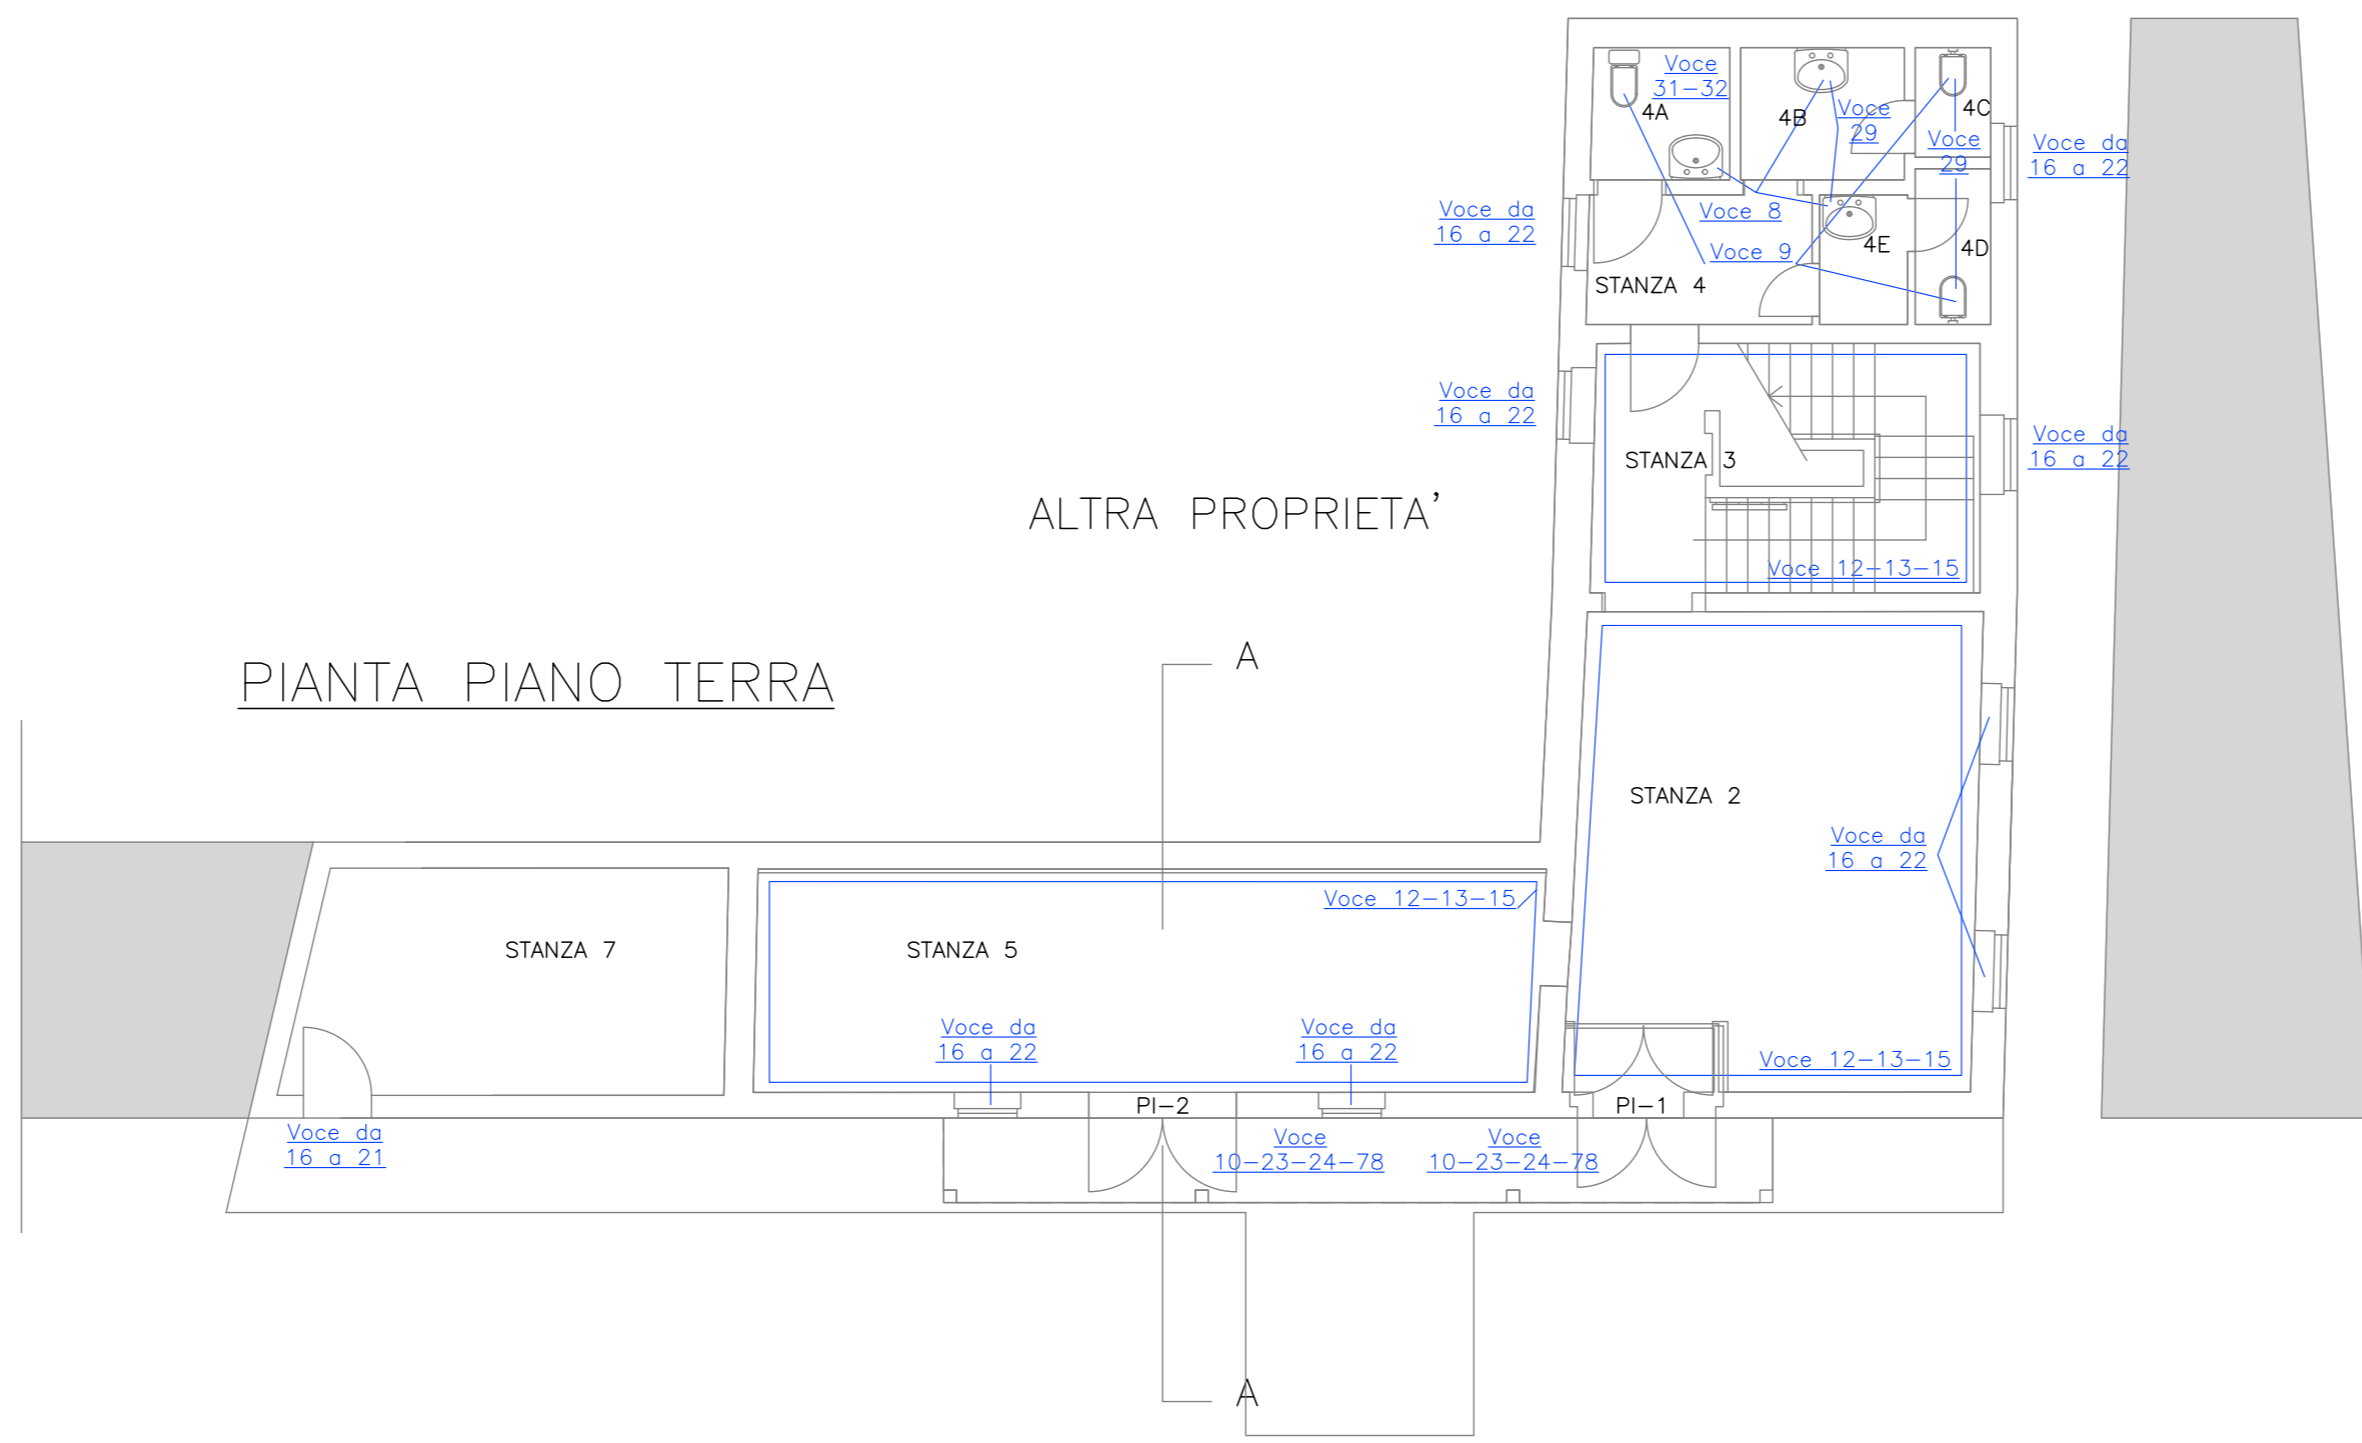 Voce
31-32
4A
4B
Voce
29
4C
Voce
29
Voce da
16 a 22
Voce da
16 a 22
Voce 8
Voce 9
4E
4D
STANZA 4
Voce da
16 a 22
Voce da
16 a 22
STANZA 3
ALTRA PROPRIETA'
Voce 12-13-15
A
PIANTA PIANO TERRA
STANZA 2
Voce da
16 a 22
Voce 12-13-15
STANZA 7
STANZA 5
Voce da
16 a 22
Voce da
16 a 22
Voce 12-13-15
PI-2
PI-1
Voce da
16 a 21
Voce
10-23-24-78
Voce
10-23-24-78
A